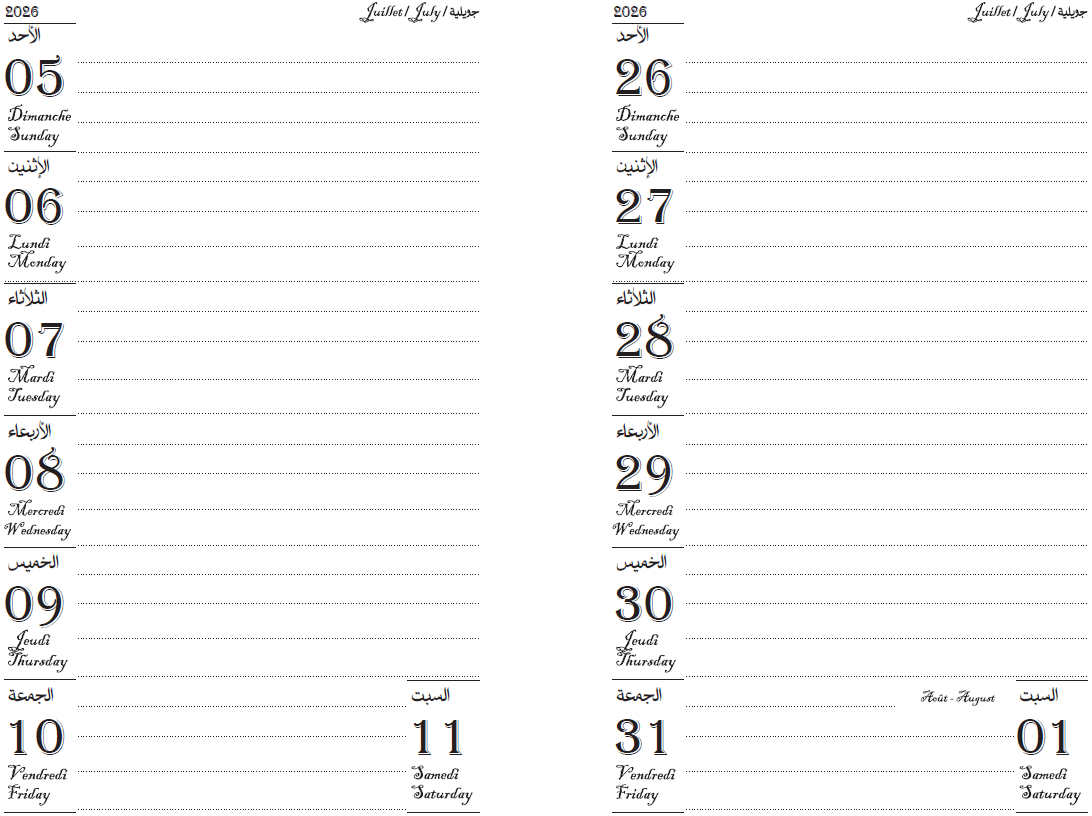 2026
Juillet / July / جويلية
الأحد
05
Dimanche
Sunday
الإثنين
06
Lundi
Monday
الثلاثاء
07
Mardi
Tuesday
الأربعاء
08
Mercredi
Wednesday
الخميس
09
Jeudi
Thursday
الجمعة
10
Vendredi
Friday
السبت
11
Samedi
Saturday
2026
Juillet / July / جويلية
الأحد
26
Dimanche
Sunday
الإثنين
27
Lundi
Monday
الثلاثاء
28
Mardi
Tuesday
الأربعاء
29
Mercredi
Wednesday
الخميس
30
Jeudi
Thursday
الجمعة
31
Vendredi
Friday
Août - August
السبت
01
Samedi
Saturday